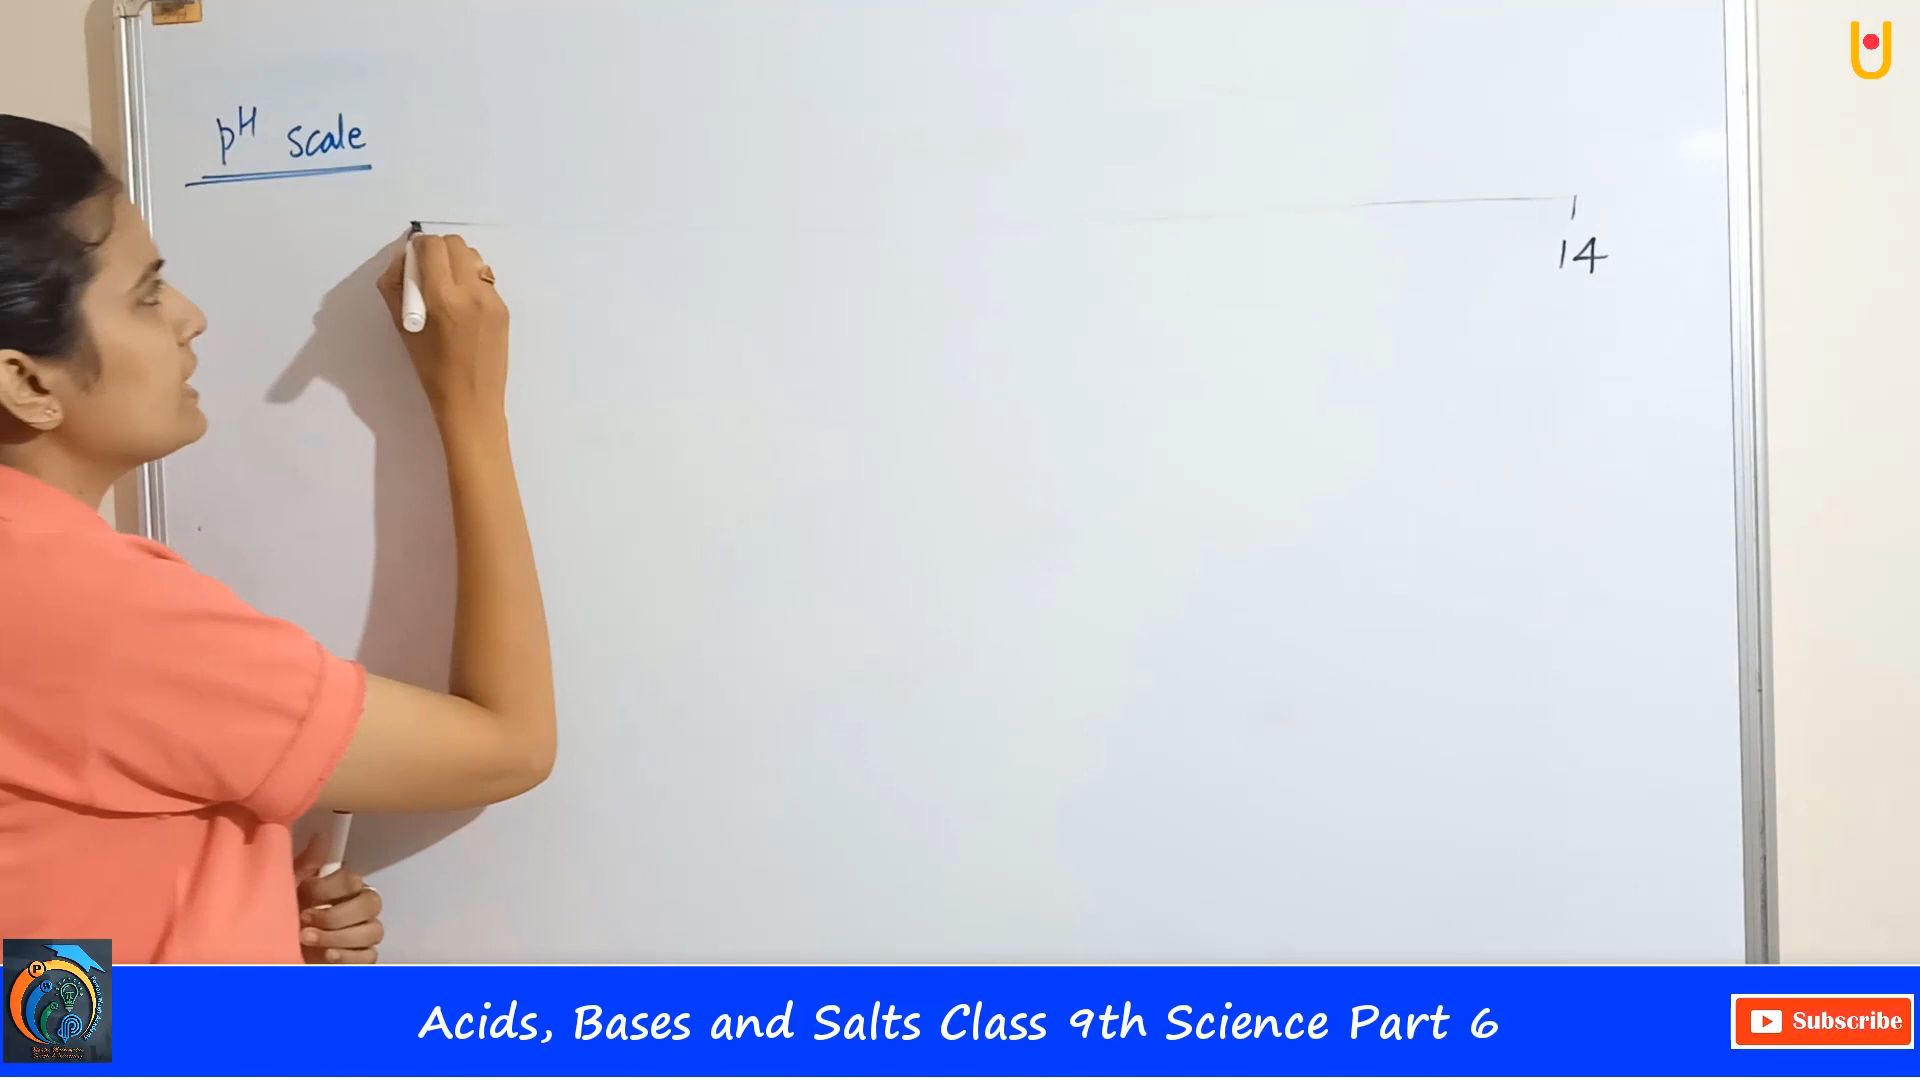 pH scale
14
Acids, Bases and Salts Class 9th Science Part 6
Subscribe